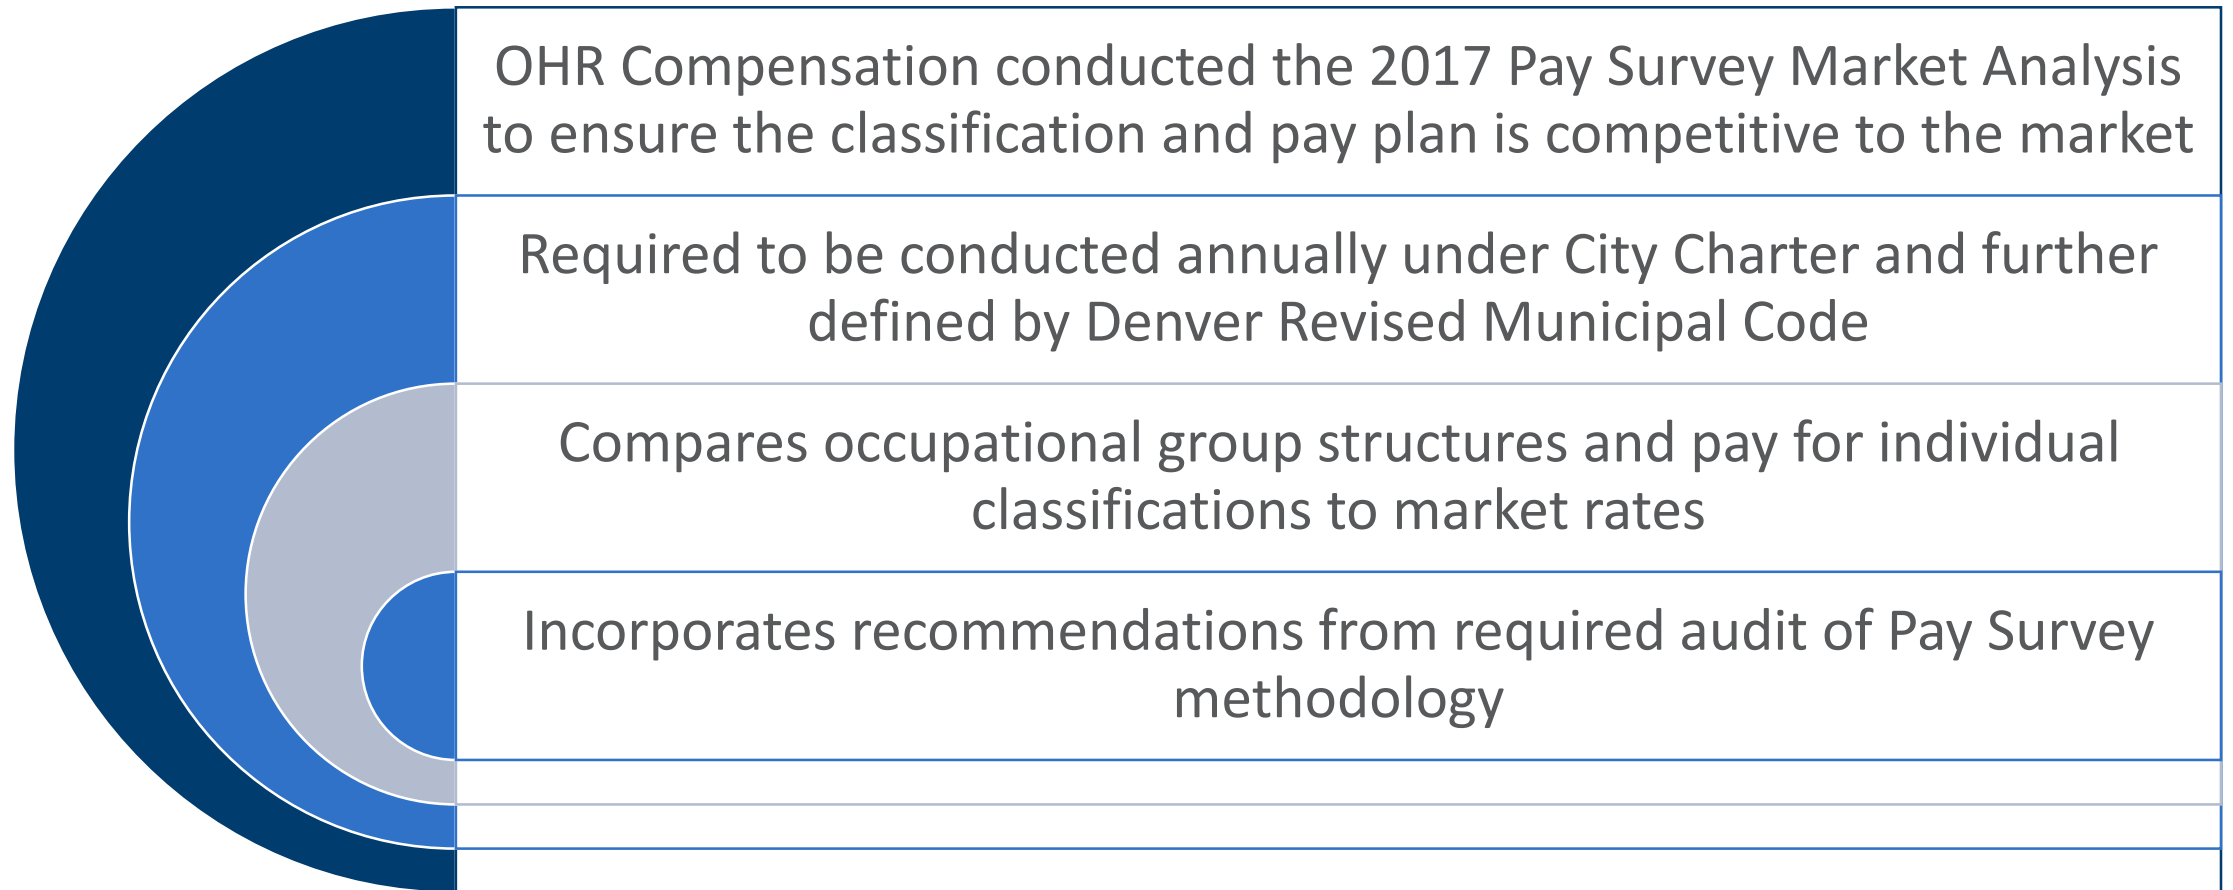 OHR Compensation conducted the 2017 Pay Survey Market Analysis
to ensure the classification and pay plan is competitive to the market
Required to be conducted annually under City Charter and further
defined by Denver Revised Municipal Code
Compares occupational group structures and pay for individual
classifications to market rates
Incorporates recommendations from required audit of Pay Survey
methodology